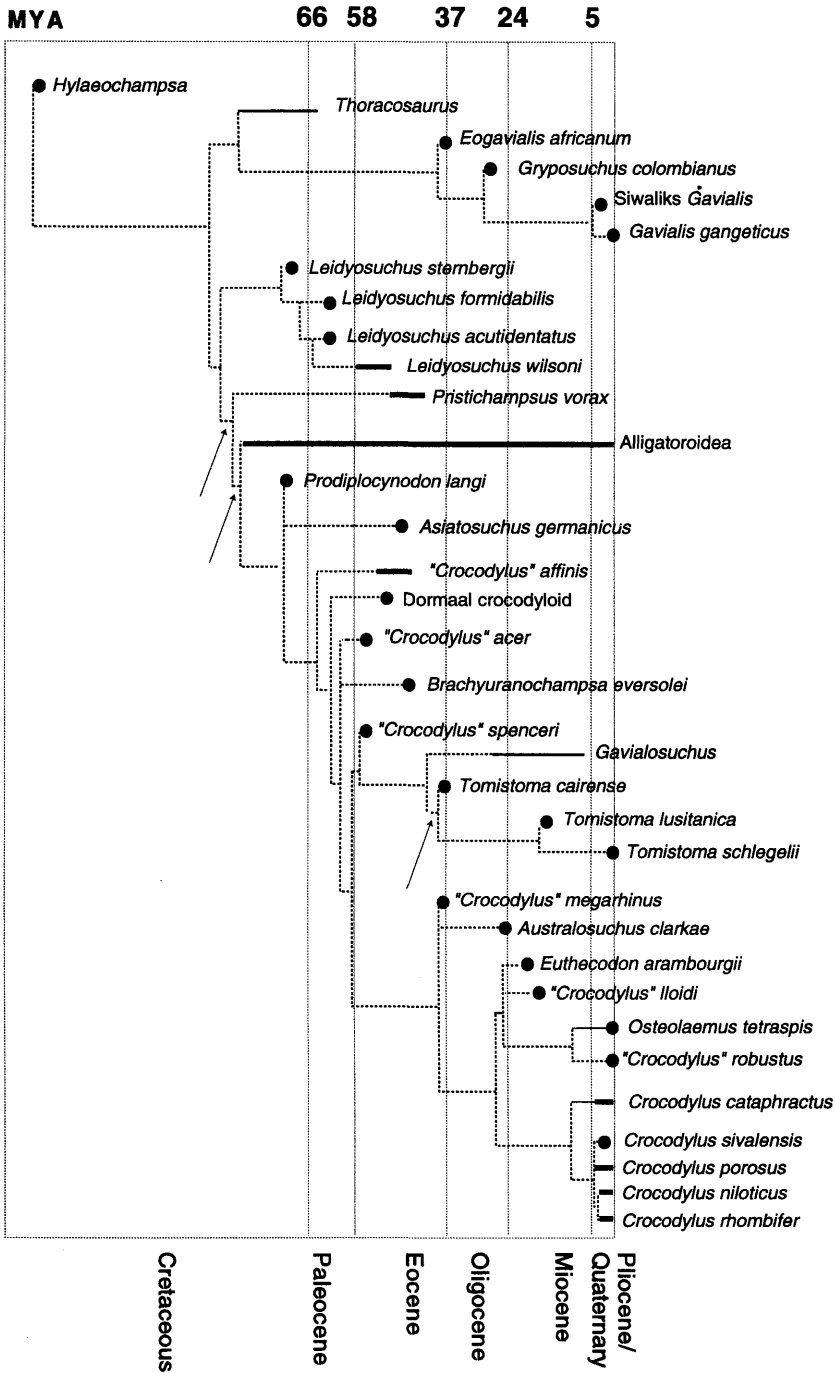 MYA 66 58 37 24 5
Hylaeochampsa
Thoracosaurus
Eogavialis africanum
Gryposuchus colombianus
Siwaliks Gavialis
Gavialis gangeticus
Leidyosuchus sternbergii
Leidyosuchus formidabilis
Leidyosuchus acutidentatus
Leidyosuchus wilsoni
Pristichampsus vorax
Alligatoroidea
Prodiplocynodon langi
Asiatosuchus germanicus
"Crocodylus" affinis
Dormaal crocodyloid
"Crocodylus" acer
Brachyuranochampsa eversolei
"Crocodylus" spenceri
Gavialosuchus
Tomistoma cairense
Tomistoma lusitanica
Tomistoma schlegelii
"Crocodylus" megarhinus
Australosuchus clarkae
Euthecodon arambourgii
"Crocodylus" lloidi
Osteolaemus tetraspis
"Crocodylus" robustus
Crocodylus cataphractus
Crocodylus sivalensis
Crocodylus porosus
Crocodylus niloticus
Crocodylus rhombifer
Cretaceous
Paleocene
Eocene
Oligocene
Miocene
Pliocene/
Quaternary